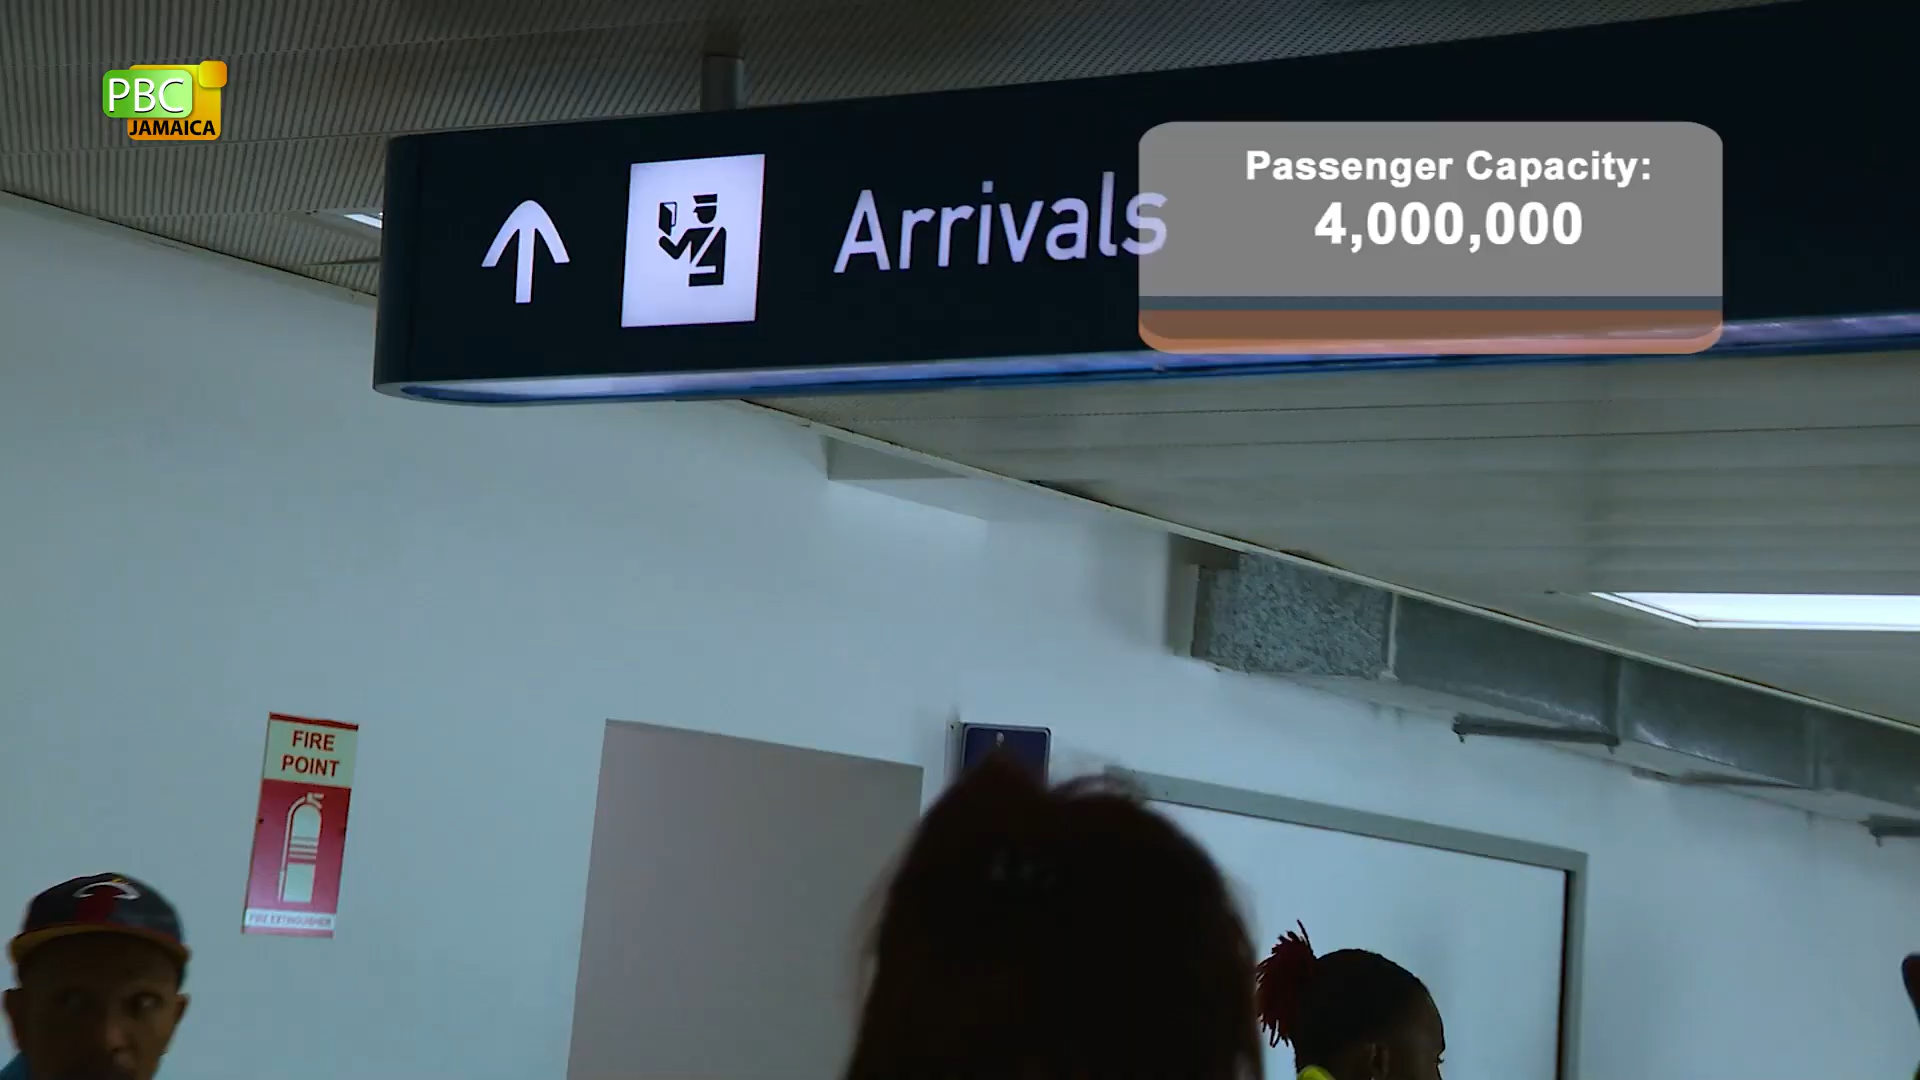 PBC
JAMAICA
Arrivals
Passenger Capacity:
4,000,000
FIRE
POINT
FIRE EXTINGUISHER